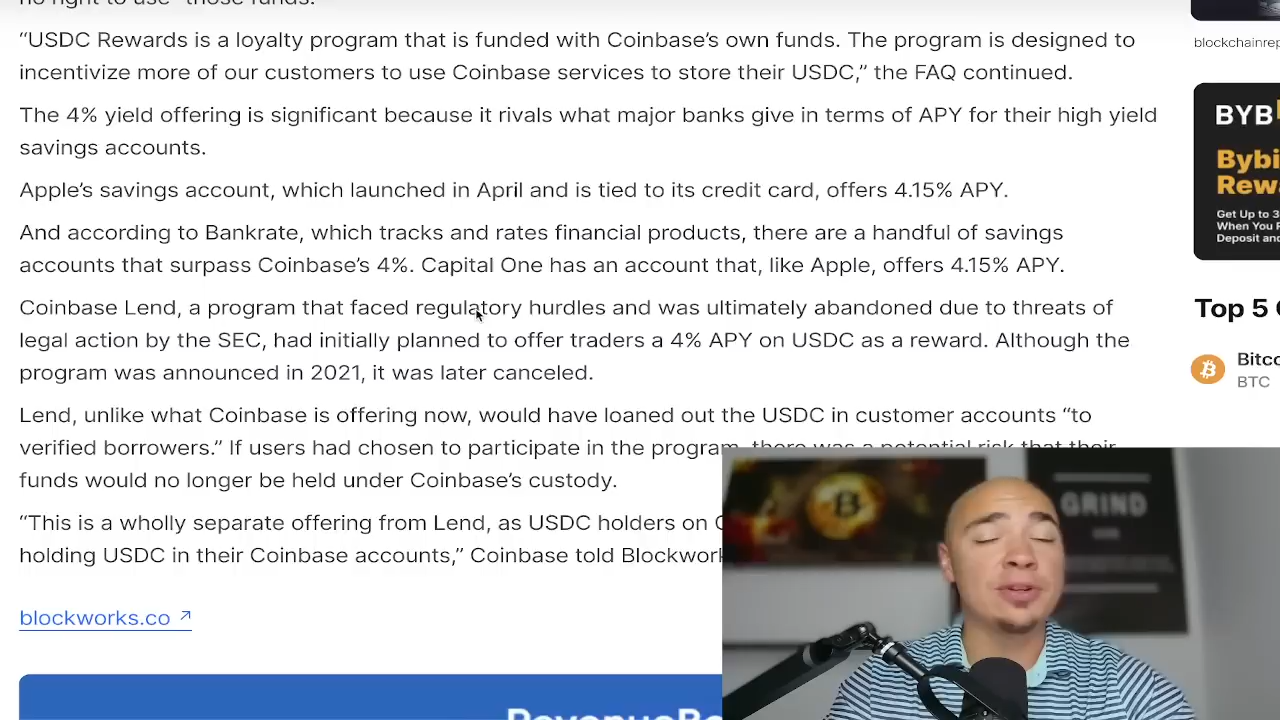 no right to use” those funds.
“USDC Rewards is a loyalty program that is funded with Coinbase’s own funds. The program is designed to
incentivize more of our customers to use Coinbase services to store their USDC,” the FAQ continued.
The 4% yield offering is significant because it rivals what major banks give in terms of APY for their high yield
savings accounts.
Apple’s savings account, which launched in April and is tied to its credit card, offers 4.15% APY.
And according to Bankrate, which tracks and rates financial products, there are a handful of savings
accounts that surpass Coinbase’s 4%. Capital One has an account that, like Apple, offers 4.15% APY.
Coinbase Lend, a program that faced regulatory hurdles and was ultimately abandoned due to threats of
legal action by the SEC, had initially planned to offer traders a 4% APY on USDC as a reward. Although the
program was announced in 2021, it was later canceled.
Lend, unlike what Coinbase is offering now, would have loaned out the USDC in customer accounts “to
verified borrowers.” If users had chosen to participate in the program, there was a potential risk that their
funds would no longer be held under Coinbase’s custody.
“This is a wholly separate offering from Lend, as USDC holders on
holding USDC in their Coinbase accounts,” Coinbase told
blockworks.co ↗
BYB
Bybi
Rew
Get Up to 3
When You
Deposit and
Top 5
BTC
GRIND